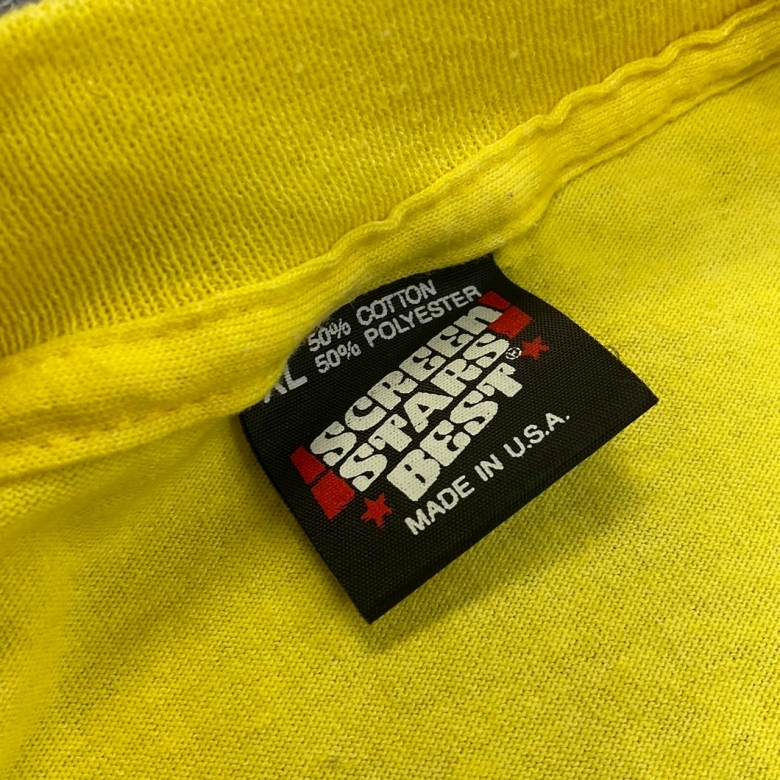 50% COTTON
XL 50% POLYESTER
SCREEN
STARS®
BEST
MADE IN U.S.A.